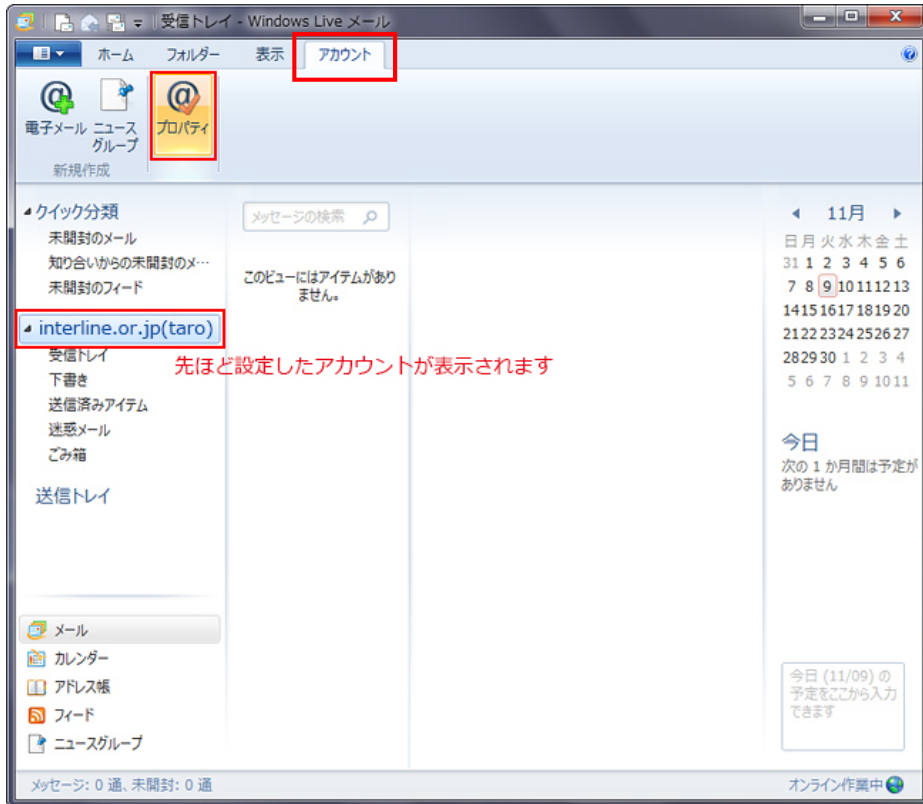 受信トレイ - Windows Live メール
ホーム フォルダー 表示 アカウント
電子メール ニュース プロパティ
グループ
新規作成
クイック分類
未開封のメール
知り合いからの未開封のメ…
未開封のフィード
interline.or.jp(taro)
受信トレイ
下書き
送信済みアイテム
迷惑メール
ごみ箱
送信トレイ
先ほど設定したアカウントが表示されます
メール
カレンダー
アドレス帳
フィード
ニュースグループ
メッセージの検索
このビューにはアイテムがあり
ません。
11月
日 月 火 水 木 金 土
31 1 2 3 4 5 6
7 8 9 10 11 12 13
14 15 16 17 18 19 20
21 22 23 24 25 26 27
28 29 30 1 2 3 4
5 6 7 8 9 10 11
今日
次の 1 か月間は予定が
ありません
今日 (11/09) の
予定をここから入力
できます
メッセージ: 0 通、未開封: 0 通
オンライン作業中